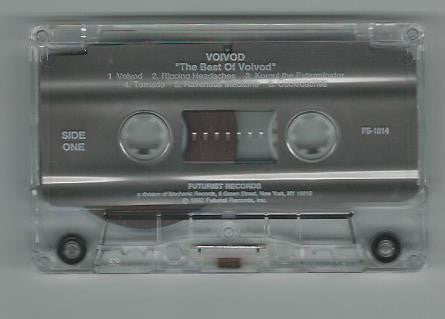 VOIVOD
"The Best Of Voivod"
1 Voivod 2. Ripping Headaches 3. Korgul the Exterminator
4. Tornado 5. Ravenous Medicine 6. Cockroaches
SIDE
ONE
FS-1014
FUTURIST RECORDS
a division of Mechanic Records, 6 Green Street, New York, NY 10013
© 1992 Futurist Records, Inc.